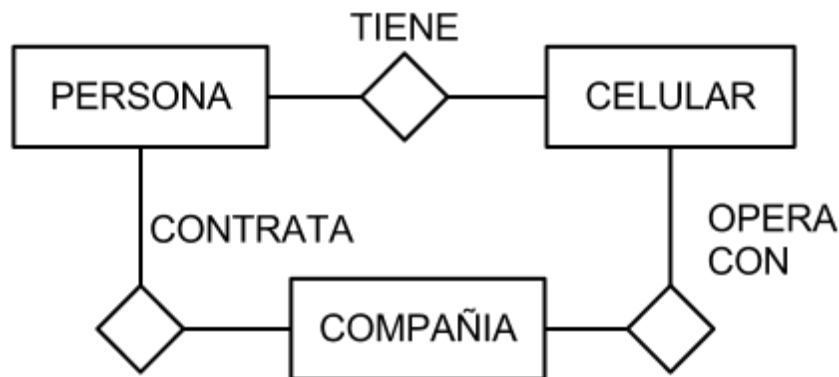 TIENE
PERSONA
CELULAR
CONTRATA
OPERA
CON
COMPAÑIA